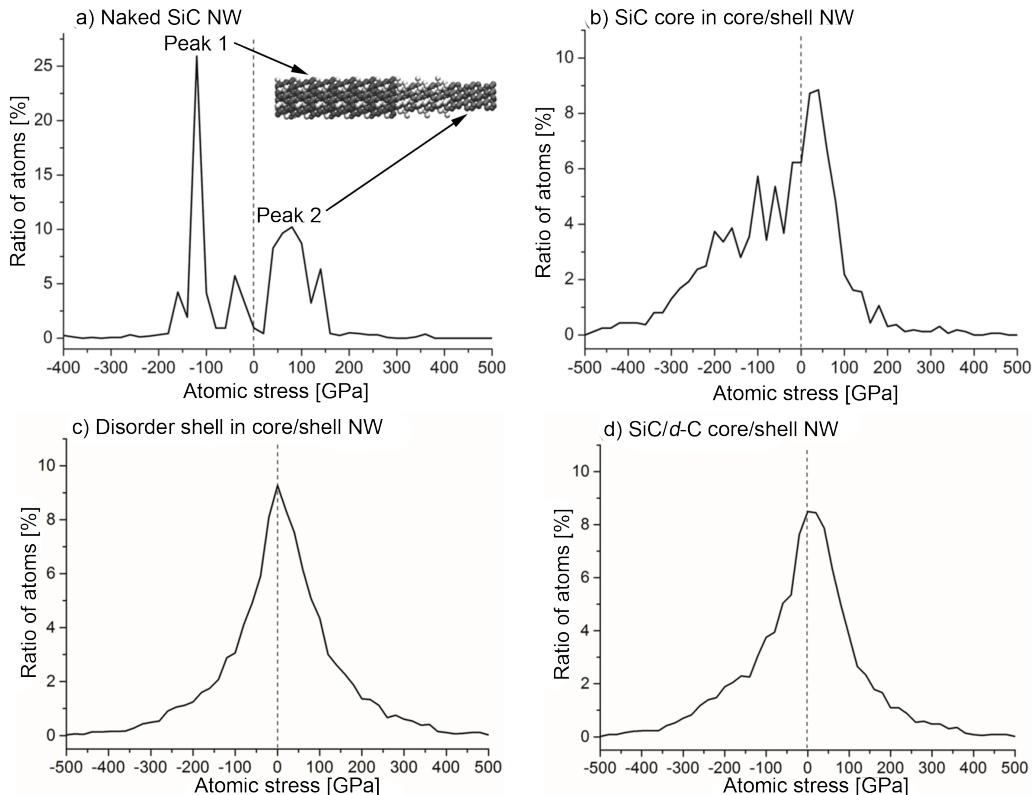 a) Naked SiC NW
Peak 1
Peak 2
Ratio of atoms [%]
25
20
15
10
5
0
-400 -300 -200 -100 0 100 200 300 400 500
Atomic stress [GPa]
b) SiC core in core/shell NW
Ratio of atoms [%]
10
8
6
4
2
0
-500 -400 -300 -200 -100 0 100 200 300 400 500
Atomic stress [GPa]
c) Disorder shell in core/shell NW
Ratio of atoms [%]
10
8
6
4
2
0
-500 -400 -300 -200 -100 0 100 200 300 400 500
Atomic stress [GPa]
d) SiC/d-C core/shell NW
Ratio of atoms [%]
10
8
6
4
2
0
-500 -400 -300 -200 -100 0 100 200 300 400 500
Atomic stress [GPa]